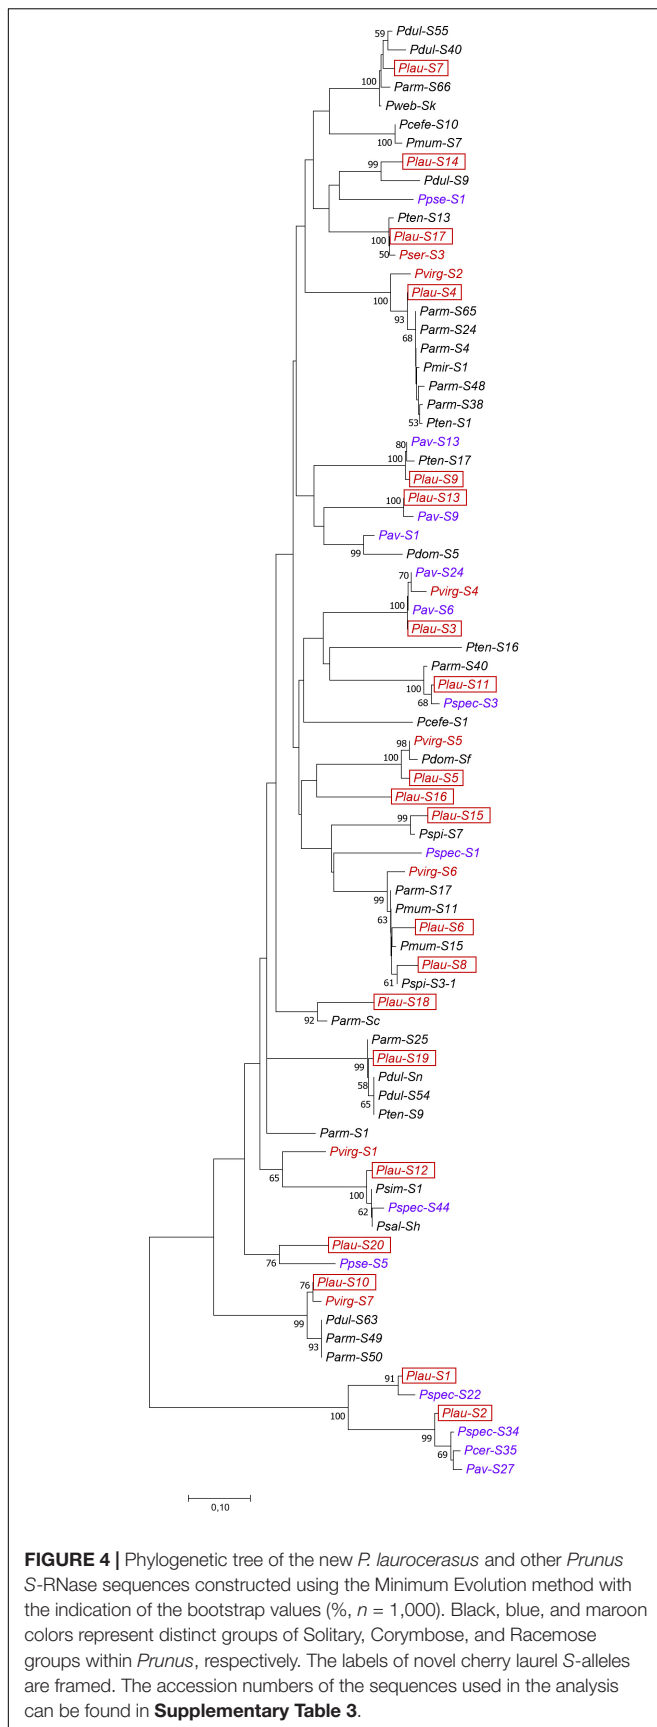 Pdul-S55
59
Pdul-S40
Plau-S7
100
Parm-S66
Pweb-Sk
Pcefe-S10
100
Pmum-S7
99
Plau-S14
Pdul-S9
Ppse-S1
Pten-S13
100
Plau-S17
50
Pser-S3
Pvirg-S2
100
Plau-S4
93
Parm-S65
Parm-S24
68
Parm-S4
Pmir-S1
Parm-S48
Parm-S38
53
Pten-S1
80
Pav-S13
100
Pten-S17
Plau-S9
100
Plau-S13
Pav-S9
Pav-S1
99
Pdom-S5
70
Pav-S24
Pvirg-S4
100
Pav-S6
Plau-S3
Pten-S16
Parm-S40
100
Plau-S11
68
Pspec-S3
Pcefe-S1
98
Pvirg-S5
100
Pdom-Sf
Plau-S5
Plau-S16
99
Plau-S15
Pspi-S7
Pspec-S1
Pvirg-S6
99
Parm-S17
Pmum-S11
63
Plau-S6
Pmum-S15
Plau-S8
61
Pspi-S3-1
Plau-S18
92
Parm-Sc
Parm-S25
99
Plau-S19
58
Pdul-Sn
65
Pdul-S54
Pten-S9
Parm-S1
Pvirg-S1
65
Plau-S12
100
Psim-S1
62
Pspec-S44
Psal-Sh
Plau-S20
76
Ppse-S5
76
Plau-S10
Pvirg-S7
99
Pdul-S63
93
Parm-S49
Parm-S50
91
Plau-S1
Pspec-S22
100
Plau-S2
99
Pspec-S34
69
Pcer-S35
Pav-S27
0,10
FIGURE 4 | Phylogenetic tree of the new P. laurocerasus and other Prunus
S-RNase sequences constructed using the Minimum Evolution method with
the indication of the bootstrap values (%, n = 1,000). Black, blue, and maroon
colors represent distinct groups of Solitary, Corymbose, and Racemose
groups within Prunus, respectively. The labels of novel cherry laurel S-alleles
are framed. The accession numbers of the sequences used in the analysis
can be found in Supplementary Table 3.